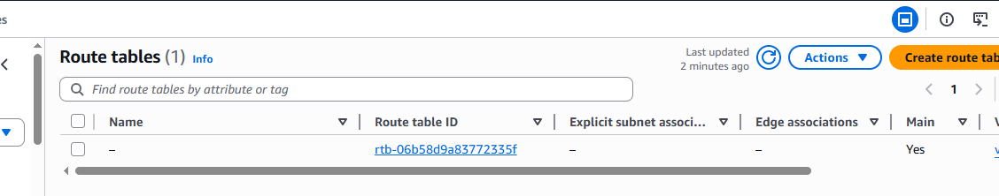 es
Route tables (1) Info
Last updated
2 minutes ago
Actions
Create route tab
Find route tables by attribute or tag
1
Name
Route table ID
Explicit subnet associ...
Edge associations
Main
V
–
rtb-06b58d9a83772335f
–
–
Yes
v